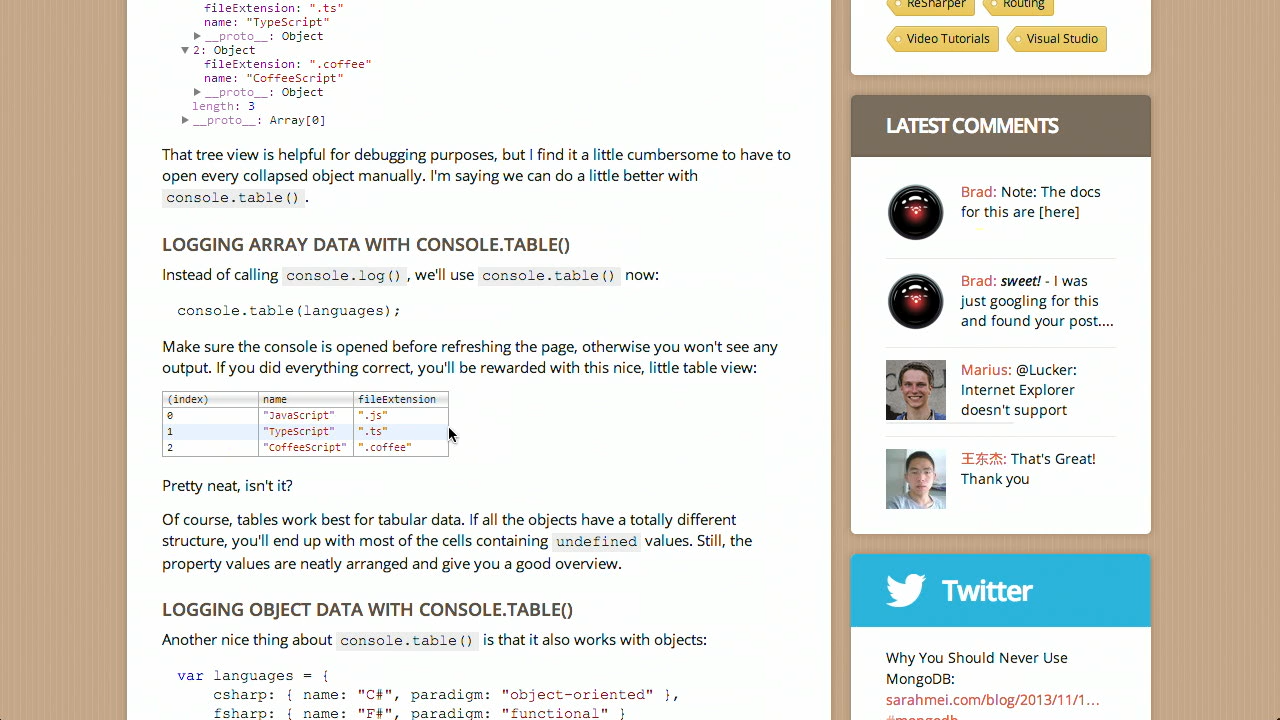 fileExtension: ".ts"
name: "TypeScript"
▶ __proto__: Object
▼ 2: Object
fileExtension: ".coffee"
name: "CoffeeScript"
▶ __proto__: Object
length: 3
▶ __proto__: Array[0]
That tree view is helpful for debugging purposes, but I find it a little cumbersome to have to
open every collapsed object manually. I'm saying we can do a little better with
console.table().
LOGGING ARRAY DATA WITH CONSOLE.TABLE()
Instead of calling console.log(), we'll use console.table() now:
console.table(languages);
Make sure the console is opened before refreshing the page, otherwise you won't see any
output. If you did everything correct, you'll be rewarded with this nice, little table view:
(index) name fileExtension
0 "JavaScript" ".js"
1 "TypeScript" ".ts"
2 "CoffeeScript" ".coffee"
Pretty neat, isn't it?
Of course, tables work best for tabular data. If all the objects have a totally different
structure, you'll end up with most of the cells containing undefined values. Still, the
property values are neatly arranged and give you a good overview.
LOGGING OBJECT DATA WITH CONSOLE.TABLE()
Another nice thing about console.table() is that it also works with objects:
var languages = {
csharp: { name: "C#", paradigm: "object-oriented" },
fsharp: { name: "F#", paradigm: "functional" }
ReSharper Routing
Video Tutorials Visual Studio
LATEST COMMENTS
Brad: Note: The docs
for this are [here]
Brad: sweet! - I was
just googling for this
and found your post....
Marius: @Lucker:
Internet Explorer
doesn't support
王东杰: That's Great!
Thank you
Twitter
Why You Should Never Use
MongoDB:
sarahmei.com/blog/2013/11/1...
#mongodb